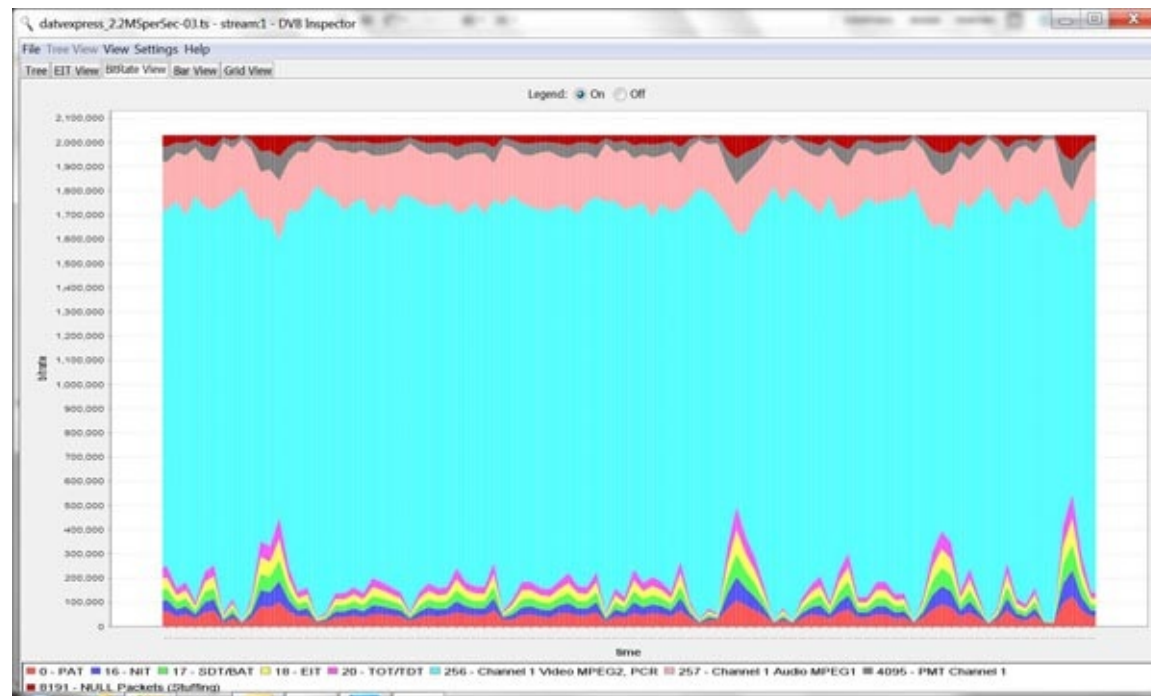 datvexpress_2.2MSperSec-03.ts - stream:1 - DVB Inspector
File Tree View View Settings Help
Tree EIT View BitRate View Bar View Grid View
Legend: On Off
2,100,000
2,000,000
1,900,000
1,800,000
1,700,000
1,600,000
1,500,000
1,400,000
1,300,000
1,200,000
1,100,000
1,000,000
900,000
800,000
700,000
600,000
500,000
400,000
300,000
200,000
100,000
0
bitrate
time
0 - PAT 16 - NIT 17 - SDT/BAT 18 - EIT 20 - TOT/TDT 256 - Channel 1 Video MPEG2, PCR 257 - Channel 1 Audio MPEG1 4095 - PMT Channel 1
8191 - NULL Packets (Stuffing)